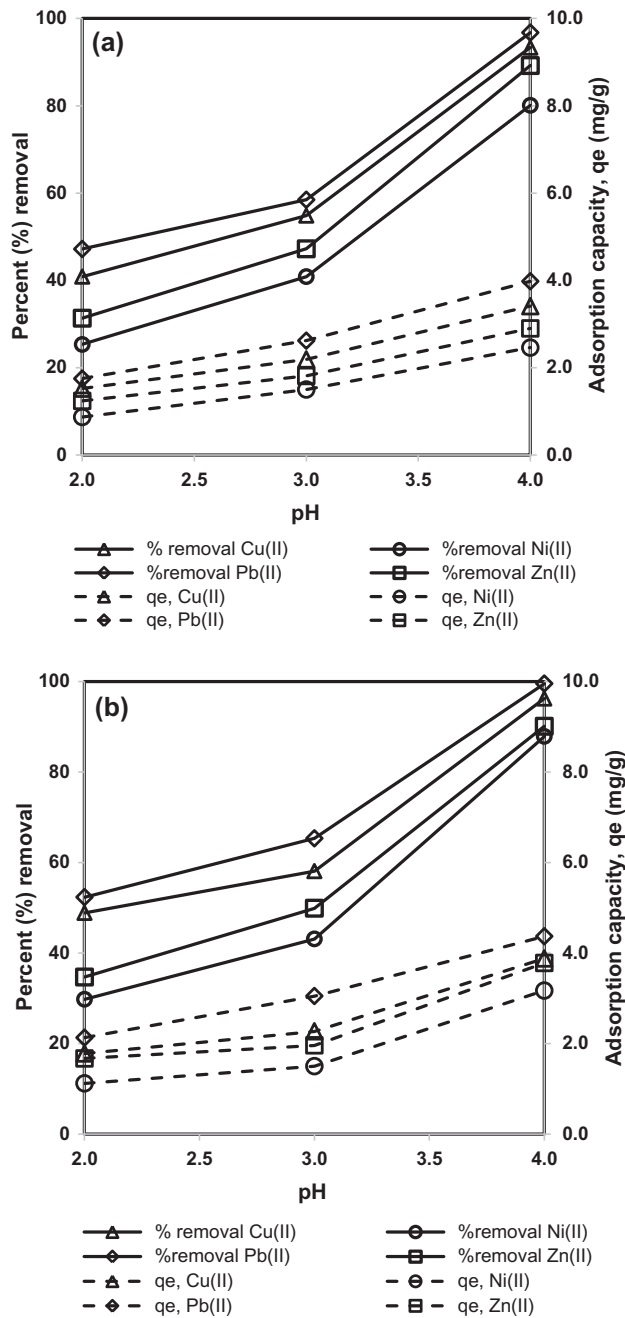 (a)
100
80
60
40
20
0
Percent (%) removal
10.0
8.0
6.0
4.0
2.0
0.0
Adsorption capacity, qe (mg/g)
2.0 2.5 3.0 3.5 4.0
pH
% removal Cu(II) %removal Ni(II)
%removal Pb(II) %removal Zn(II)
qe, Cu(II) qe, Ni(II)
qe, Pb(II) qe, Zn(II)
(b)
100
80
60
40
20
0
Percent (%) removal
10.0
8.0
6.0
4.0
2.0
0.0
Adsorption capacity, qe (mg/g)
2.0 2.5 3.0 3.5 4.0
pH
% removal Cu(II) %removal Ni(II)
%removal Pb(II) %removal Zn(II)
qe, Cu(II) qe, Ni(II)
qe, Pb(II) qe, Zn(II)